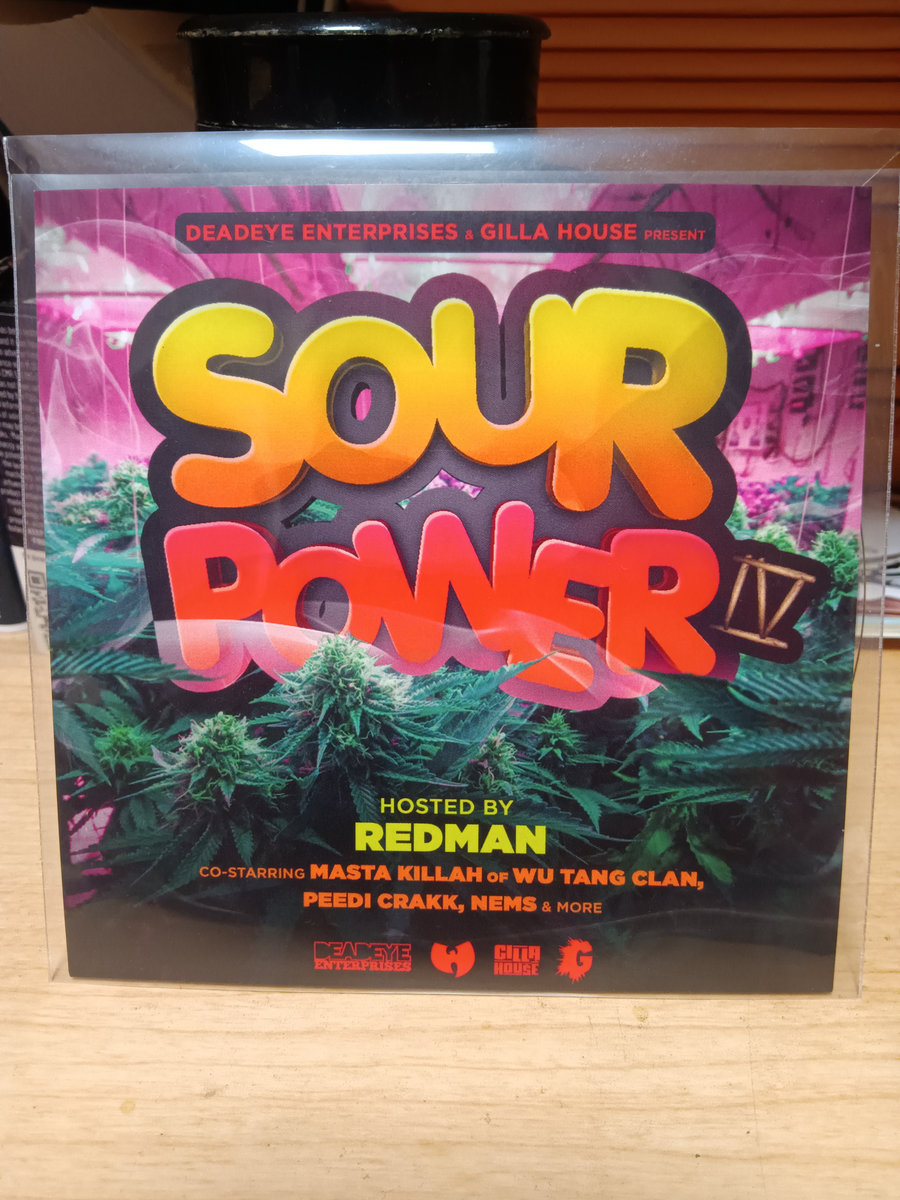 DEADEYE ENTERPRISES & GILLA HOUSE PRESENT
SOUR
POWER
IV
HOSTED BY
REDMAN
CO-STARRING MASTA KILLAH OF WU TANG CLAN,
PEEDI CRAKK, NEMS & MORE
DEADEYE
ENTERPRISES
GILLA
HOUSE
G